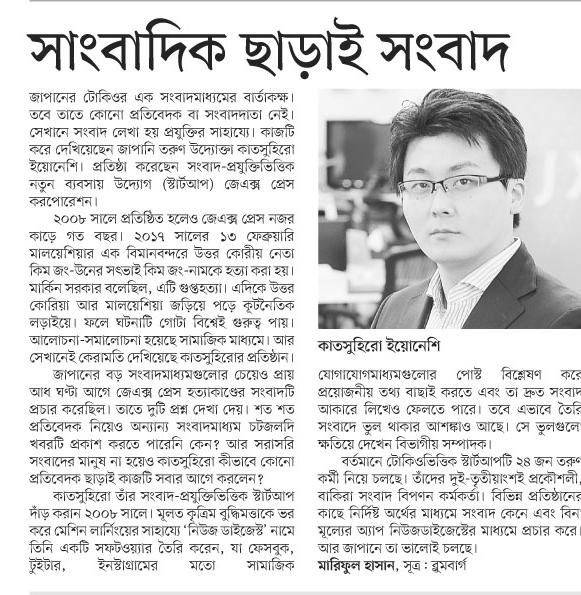 সাংবাদিক ছাড়াই সংবাদ
জাপানের টোকিওর এক সংবাদমাধ্যমের বার্তাকক্ষ।
তবে তাতে কোনো প্রতিবেদক বা সংবাদদাতা নেই।
সেখানে সংবাদ লেখা হয় প্রযুক্তির সাহায্যে। কাজটি
করে দেখিয়েছেন জাপানি তরুণ উদ্যোক্তা কাতসুহিরো
ইয়োনেশি। প্রতিষ্ঠা করেছেন সংবাদ-প্রযুক্তিভিত্তিক
নতুন ব্যবসায় উদ্যোগ (স্টার্টআপ) জেএক্স প্রেস
করপোরেশন।
২০০৮ সালে প্রতিষ্ঠিত হলেও জেএক্স প্রেস নজর
কাড়ে গত বছর। ২০১৭ সালের ১৩ ফেব্রুয়ারি
মালয়েশিয়ার এক বিমানবন্দরে উত্তর কোরীয় নেতা
কিম জং-উনের সৎভাই কিম জং-নামকে হত্যা করা হয়।
মার্কিন সরকার বলেছিল, এটি গুপ্তহত্যা। এদিকে উত্তর
কোরিয়া আর মালয়েশিয়া জড়িয়ে পড়ে কূটনৈতিক
লড়াইয়ে। ফলে ঘটনাটি গোটা বিশ্বেই গুরুত্ব পায়।
আলোচনা-সমালোচনা হয়েছে সামাজিক মাধ্যমে। আর
সেখানেই কেরামতি দেখিয়েছে কাতসুহিরোর প্রতিষ্ঠান।
জাপানের বড় সংবাদমাধ্যমগুলোর চেয়েও প্রায়
আধ ঘণ্টা আগে জেএক্স প্রেস হত্যাকাণ্ডের সংবাদটি
প্রচার করেছিল। তাতে দুটি প্রশ্ন দেখা দেয়। শত শত
প্রতিবেদক নিয়েও অন্যান্য সংবাদমাধ্যম চটজলদি
খবরটি প্রকাশ করতে পারেনি কেন? আর সরাসরি
সংবাদের মানুষ না হয়েও কাতসুহিরো কীভাবে কোনো
প্রতিবেদক ছাড়াই কাজটি সবার আগে করলেন?
কাতসুহিরো তাঁর সংবাদ-প্রযুক্তিভিত্তিক স্টার্টআপ
দাঁড় করান ২০০৮ সালে। মূলত কৃত্রিম বুদ্ধিমত্তাকে ভর
করে মেশিন লার্নিংয়ের সাহায্যে ‘নিউজ ডাইজেস্ট’ নামে
তিনি একটি সফটওয়্যার তৈরি করেন, যা ফেসবুক,
টুইটার, ইনস্টাগ্রামের মতো সামাজিক
কাতসুহিরো ইয়োনেশি
যোগাযোগমাধ্যমগুলোর পোস্ট বিশ্লেষণ করে
প্রয়োজনীয় তথ্য বাছাই করতে এবং তা দ্রুত সংবাদ
আকারে লিখেও ফেলতে পারে। তবে এভাবে তৈরি
সংবাদে ভুল থাকার আশঙ্কাও আছে। সে ভুলগুলো
ক্ষতিয়ে দেখেন বিভাগীয় সম্পাদক।
বর্তমানে টোকিওভিত্তিক স্টার্টআপটি ২৪ জন তরুণ
কর্মী নিয়ে চলছে। তাঁদের দুই-তৃতীয়াংশই প্রকৌশলী,
বাকিরা সংবাদ বিপণন কর্মকর্তা। বিভিন্ন প্রতিষ্ঠানের
কাছে নির্দিষ্ট অর্থের মাধ্যমে সংবাদ কেনে এবং বিনা
মূল্যের অ্যাপ নিউজডাইজেস্টের মাধ্যমে প্রচার করে।
আর জাপানে তা ভালোই চলছে।
মারিফুল হাসান, সূত্র : ব্লুমবার্গ